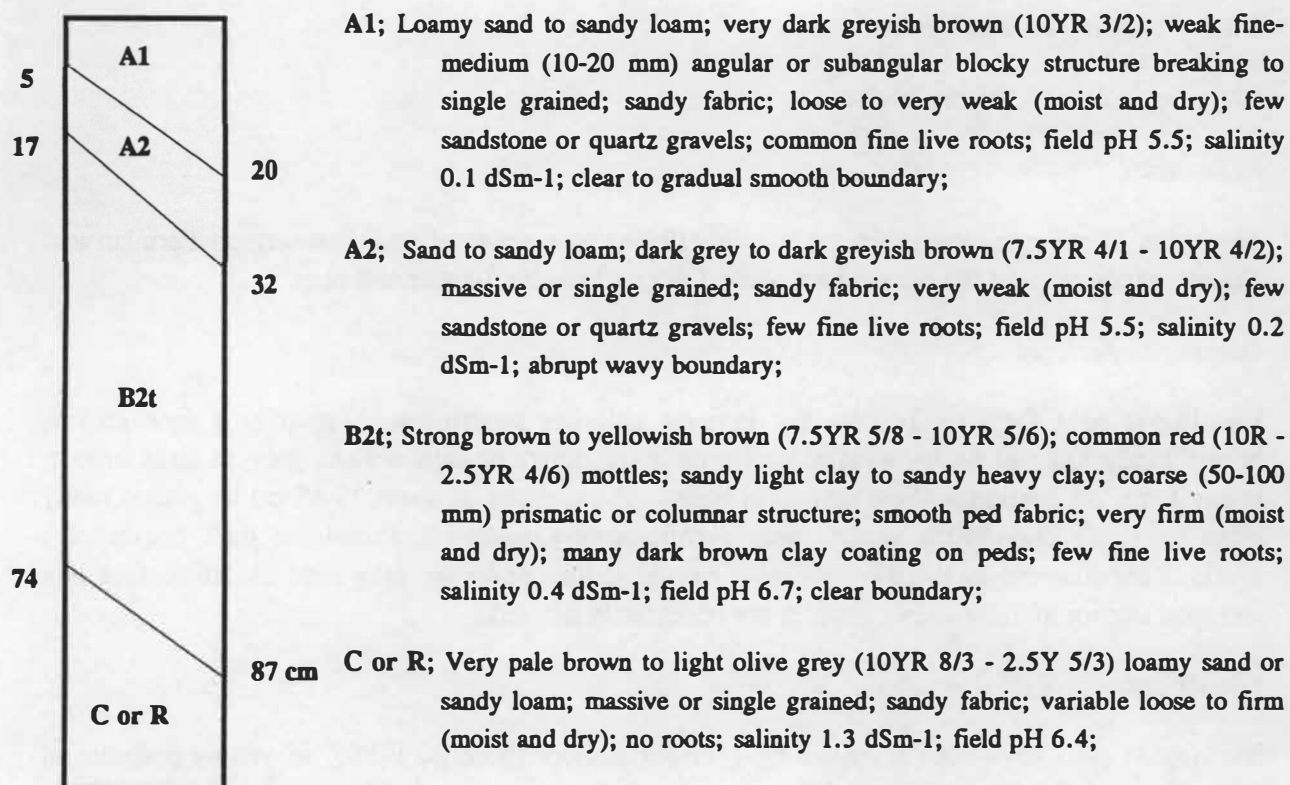 A1
5
17
A2
20
32
B2t
74
87 cm
C or R
A1; Loamy sand to sandy loam; very dark greyish brown (10YR 3/2); weak fine-
medium (10-20 mm) angular or subangular blocky structure breaking to
single grained; sandy fabric; loose to very weak (moist and dry); few
sandstone or quartz gravels; common fine live roots; field pH 5.5; salinity
0.1 dSm-1; clear to gradual smooth boundary;
A2; Sand to sandy loam; dark grey to dark greyish brown (7.5YR 4/1 - 10YR 4/2);
massive or single grained; sandy fabric; very weak (moist and dry); few
sandstone or quartz gravels; few fine live roots; field pH 5.5; salinity 0.2
dSm-1; abrupt wavy boundary;
B2t; Strong brown to yellowish brown (7.5YR 5/8 - 10YR 5/6); common red (10R -
2.5YR 4/6) mottles; sandy light clay to sandy heavy clay; coarse (50-100
mm) prismatic or columnar structure; smooth ped fabric; very firm (moist
and dry); many dark brown clay coating on peds; few fine live roots;
salinity 0.4 dSm-1; field pH 6.7; clear boundary;
C or R; Very pale brown to light olive grey (10YR 8/3 - 2.5Y 5/3) loamy sand or
sandy loam; massive or single grained; sandy fabric; variable loose to firm
(moist and dry); no roots; salinity 1.3 dSm-1; field pH 6.4;